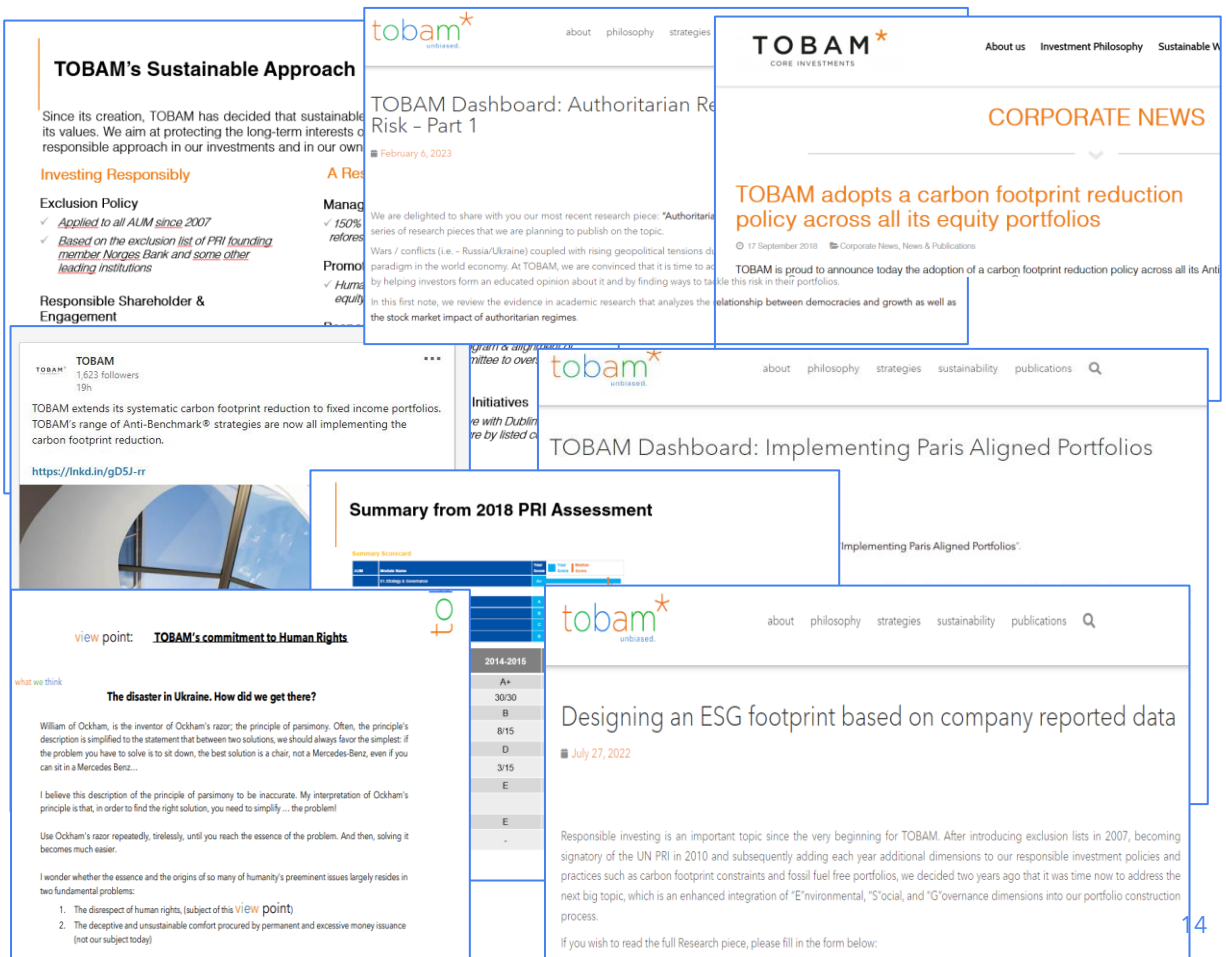 TOBAM's Sustainable Approach
Since its creation, TOBAM has decided that sustainable
its values. We aim at protecting the long-term interests
responsible approach in our investments and in our own
Investing Responsibly
Exclusion Policy
✓ Applied to all AUM since 2007
✓ Based on the exclusion list of PRI founding
member Norges Bank and some other
leading institutions
Responsible Shareholder &
Engagement
A Res
Manag
✓ 150%
refores
Promo
✓ Huma
equity
mittee to over
Initiatives
e with Dublin
re by listed c
tobam*
unbiased.
about philosophy strategies
TOBAM Dashboard: Authoritarian Re
Risk – Part 1
February 6, 2023
We are delighted to share with you our most recent research piece: "Authoritaria
series of research pieces that we are planning to publish on the topic.
Wars / conflicts (i.e. – Russia/Ukraine) coupled with rising geopolitical tensions du
paradigm in the world economy. At TOBAM, we are convinced that it is time to ad
by helping investors form an educated opinion about it and by finding ways to tackle this risk in their portfolios.
In this first note, we review the evidence in academic research that analyzes the relationship between democracies and growth as well as
the stock market impact of authoritarian regimes.
TOBAM*
CORE INVESTMENTS
About us Investment Philosophy Sustainable W
CORPORATE NEWS
TOBAM adopts a carbon footprint reduction
policy across all its equity portfolios
17 September 2018 Corporate News, News & Publications
TOBAM is proud to announce today the adoption of a carbon footprint reduction policy across all its Anti
TOBAM*
TOBAM
1,623 followers
19h
TOBAM extends its systematic carbon footprint reduction to fixed income portfolios.
TOBAM's range of Anti-Benchmark® strategies are now all implementing the
carbon footprint reduction.
https://lnkd.in/gD5J-rr
tobam*
unbiased.
about philosophy strategies sustainability publications
TOBAM Dashboard: Implementing Paris Aligned Portfolios
Implementing Paris Aligned Portfolios".
Summary from 2018 PRI Assessment
Summary Scorecard
AUM Module Name Total Score Total Score Median Score
01. Strategy & Governance A+
2014-2015
A+
30/30
B
8/15
D
3/15
E
E
-
view point: TOBAM's commitment to Human Rights
to
what we think
The disaster in Ukraine. How did we get there?
William of Ockham, is the inventor of Ockham's razor; the principle of parsimony. Often, the principle's
description is simplified to the statement that between two solutions, we should always favor the simplest: if
the problem you have to solve is to sit down, the best solution is a chair, not a Mercedes-Benz, even if you
can sit in a Mercedes Benz...
I believe this description of the principle of parsimony to be inaccurate. My interpretation of Ockham's
principle is that, in order to find the right solution, you need to simplify ... the problem!
Use Ockham's razor repeatedly, tirelessly, until you reach the essence of the problem. And then, solving it
becomes much easier.
I wonder whether the essence and the origins of so many of humanity's preeminent issues largely resides in
two fundamental problems:
1. The disrespect of human rights, (subject of this view point)
2. The deceptive and unsustainable comfort procured by permanent and excessive money issuance
(not our subject today)
tobam*
unbiased.
about philosophy strategies sustainability publications
Designing an ESG footprint based on company reported data
July 27, 2022
Responsible investing is an important topic since the very beginning for TOBAM. After introducing exclusion lists in 2007, becoming
signatory of the UN PRI in 2010 and subsequently adding each year additional dimensions to our responsible investment policies and
practices such as carbon footprint constraints and fossil fuel free portfolios, we decided two years ago that it was time now to address the
next big topic, which is an enhanced integration of "E"nvironmental, "S"ocial, and "G"overnance dimensions into our portfolio construction
process.
If you wish to read the full Research piece, please fill in the form below:
14